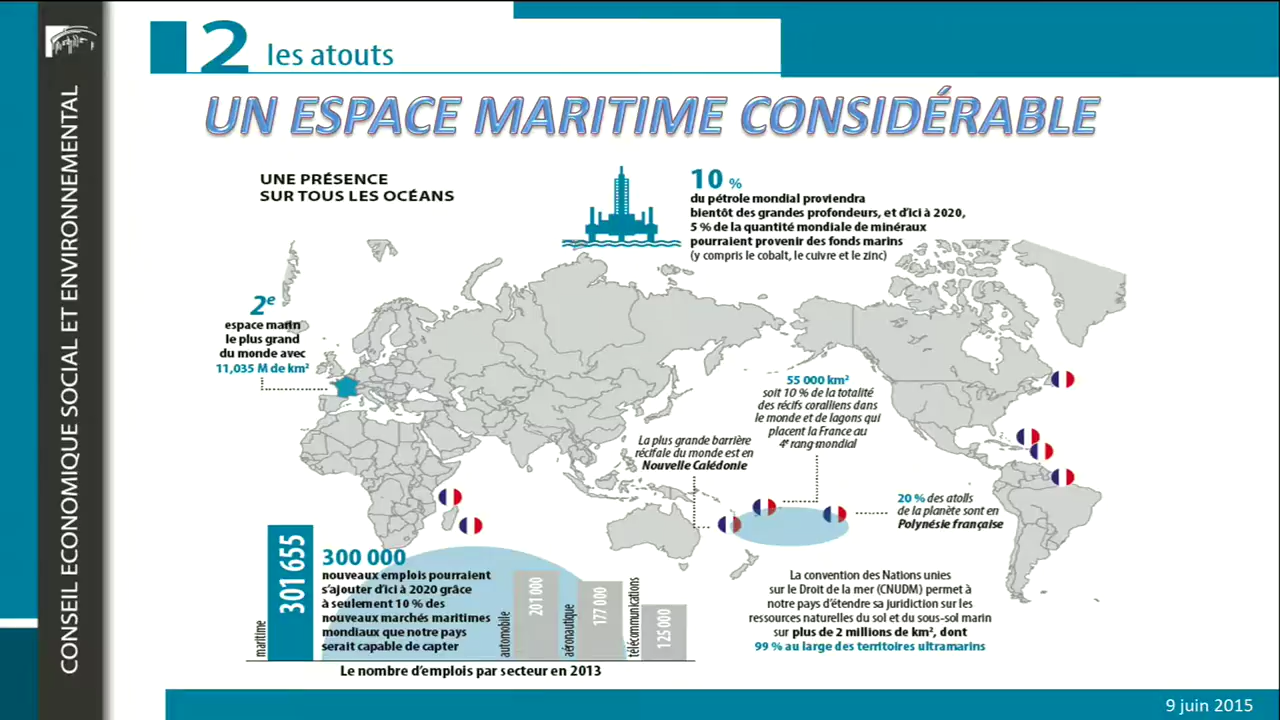 CONSEIL ECONOMIQUE SOCIAL ET ENVIRONNEMENTAL
2 les atouts
UN ESPACE MARITIME CONSIDÉRABLE
UNE PRÉSENCE
SUR TOUS LES OCÉANS
10 %
du pétrole mondial proviendra
bientôt des grandes profondeurs, et d'ici à 2020,
5 % de la quantité mondiale de minéraux
pourraient provenir des fonds marins
(y compris le cobalt, le cuivre et le zinc)
2e
espace marin
le plus grand
du monde avec
11,035 M de km²
55 000 km²
soit 10 % de la totalité
des récifs coralliens dans
le monde et de lagons qui
placent la France au
4e rang mondial
La plus grande barrière
récifale du monde est en
Nouvelle Calédonie
20 % des atolls
de la planète sont en
Polynésie française
maritime
301 655
300 000
nouveaux emplois pourraient
s'ajouter d'ici à 2020 grâce
à seulement 10 % des
nouveaux marchés maritimes
mondiaux que notre pays
serait capable de capter
automobile
201 000
aéronautique
177 000
télécommunications
125 000
Le nombre d'emplois par secteur en 2013
La convention des Nations unies
sur le Droit de la mer (CNUDM) permet à
notre pays d'étendre sa juridiction sur les
ressources naturelles du sol et du sous-sol marin
sur plus de 2 millions de km², dont
99 % au large des territoires ultramarins
9 juin 2015